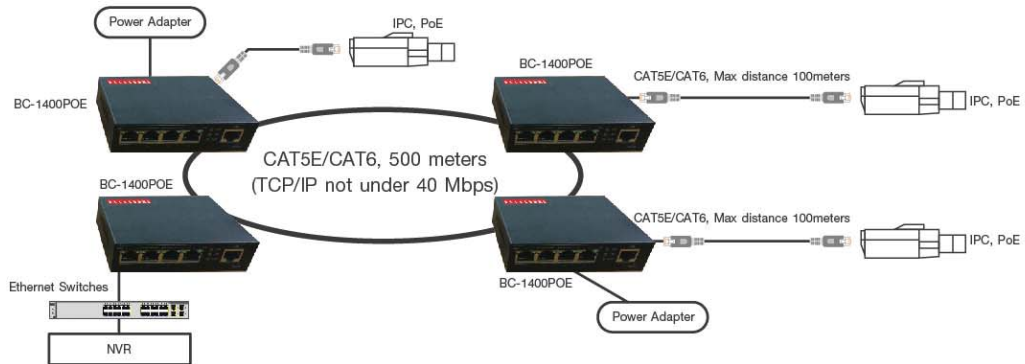 Power Adapter
IPC, PoE
BC-1400POE
BC-1400POE
CAT5E/CAT6, Max distance 100meters
IPC, PoE
CAT5E/CAT6, 500 meters
(TCP/IP not under 40 Mbps)
BC-1400POE
CAT5E/CAT6, Max distance 100meters
IPC, PoE
BC-1400POE
Ethernet Switches
Power Adapter
NVR